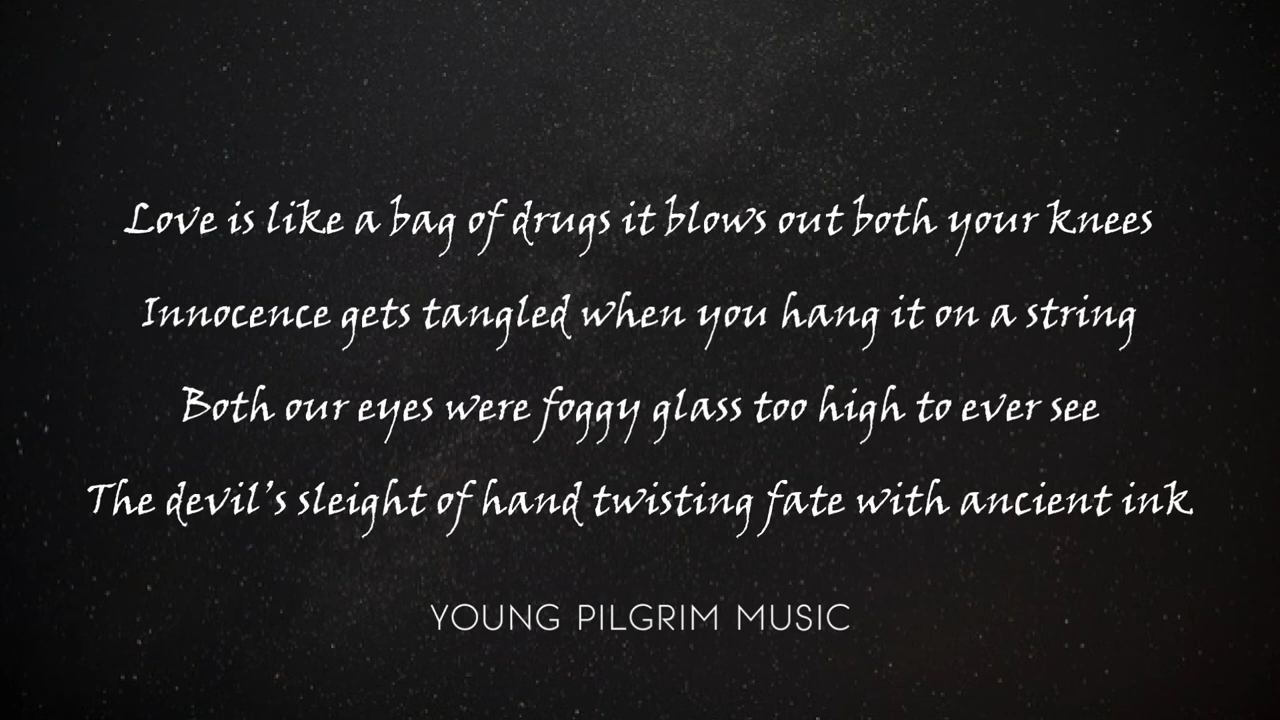 Love is like a bag of drugs it blows out both your knees
Innocence gets tangled when you hang it on a string
Both our eyes were foggy glass too high to ever see
The devil's sleight of hand twisting fate with ancient ink
YOUNG PILGRIM MUSIC